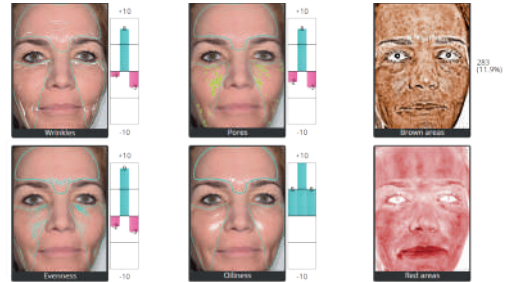 +10
Wrinkles
-10
+10
Pores
-10
Brown areas
283
(11.9%)
+10
Evenness
-10
+10
Oiliness
-10
Red areas